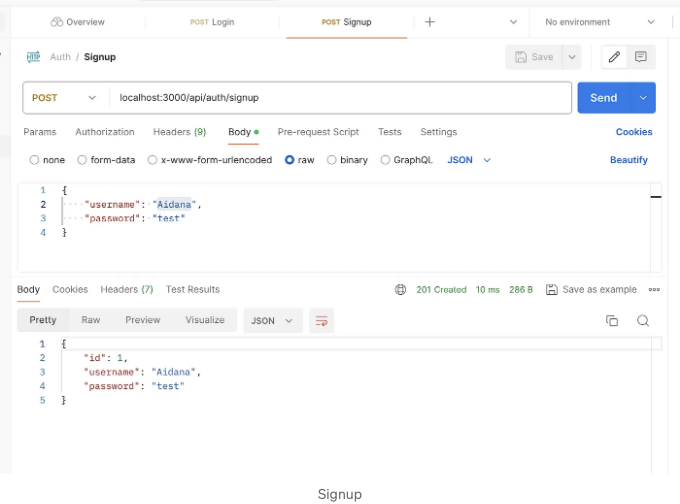 Overview POST Login POST Signup No environment
HTTP Auth / Signup Save
POST localhost:3000/api/auth/signup Send
Params Authorization Headers (9) Body Pre-request Script Tests Settings Cookies
none form-data x-www-form-urlencoded raw binary GraphQL JSON Beautify
1 {
2 "username": "Aidana",
3 "password": "test"
4 }
Body Cookies Headers (7) Test Results 201 Created 10 ms 286 B Save as example
Pretty Raw Preview Visualize JSON
1 {
2 "id": 1,
3 "username": "Aidana",
4 "password": "test"
5 }
Signup